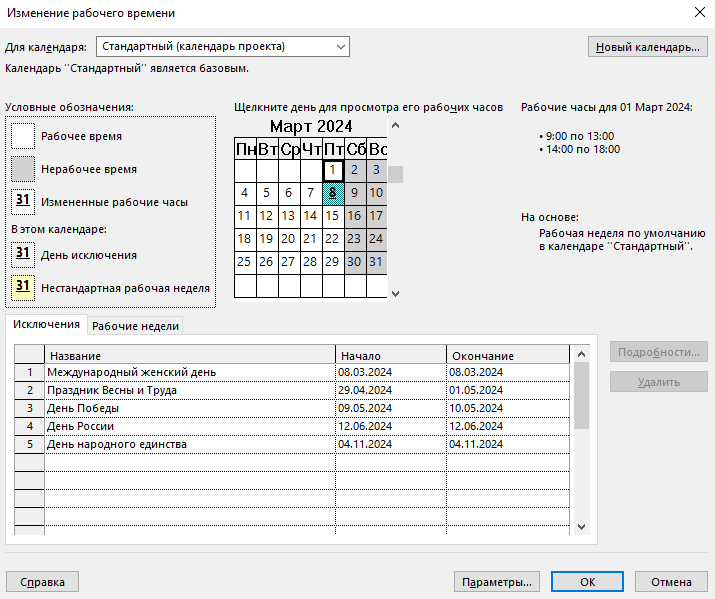 Изменение рабочего времени
Для календаря: Стандартный (календарь проекта) Новый календарь...
Календарь "Стандартный" является базовым.
Условные обозначения:
Рабочее время
Нерабочее время
31 Измененные рабочие часы
В этом календаре:
31 День исключения
31 Нестандартная рабочая неделя
Щелкните день для просмотра его рабочих часов
Март 2024
Пн Вт Ср Чт Пт Сб Вс
1 2 3
4 5 6 7 8 9 10
11 12 13 14 15 16 17
18 19 20 21 22 23 24
25 26 27 28 29 30 31
Рабочие часы для 01 Март 2024:
• 9:00 по 13:00
• 14:00 по 18:00
На основе:
Рабочая неделя по умолчанию
в календаре "Стандартный".
Исключения Рабочие недели
Название Начало Окончание
1 Международный женский день 08.03.2024 08.03.2024
2 Праздник Весны и Труда 29.04.2024 01.05.2024
3 День Победы 09.05.2024 10.05.2024
4 День России 12.06.2024 12.06.2024
5 День народного единства 04.11.2024 04.11.2024
Подробности...
Удалить
Справка Параметры... ОК Отмена